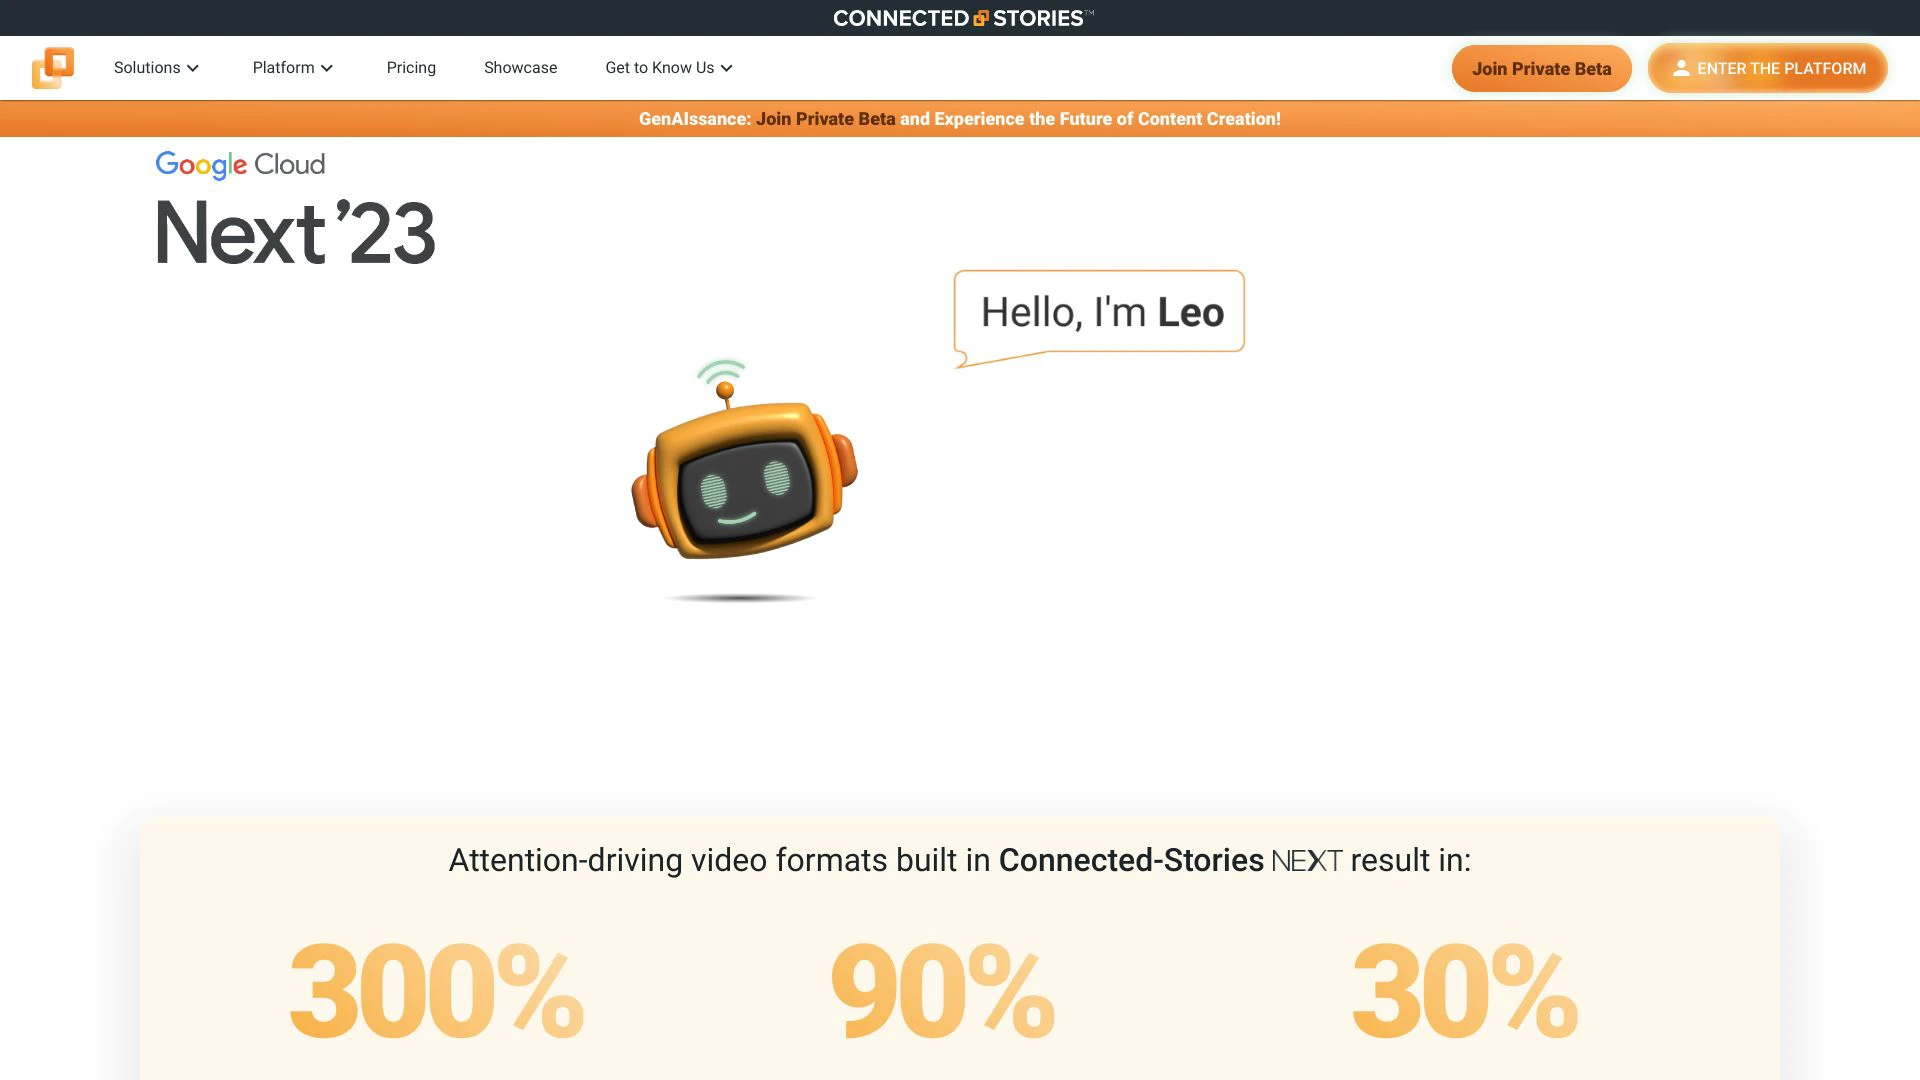 CONNECTED STORIES™
Solutions
Platform
Pricing
Showcase
Get to Know Us
Join Private Beta
ENTER THE PLATFORM
GenAIssance: Join Private Beta and Experience the Future of Content Creation!
Google Cloud
Next ’23
Hello, I'm Leo
Attention-driving video formats built in Connected-Stories NEXT result in:
300%
90%
30%